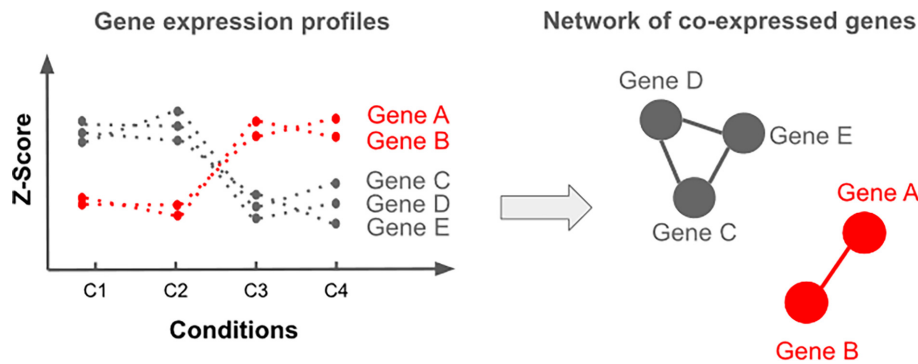 Gene expression profiles
Z-Score
Gene A
Gene B
Gene C
Gene D
Gene E
C1 C2 C3 C4
Conditions
Network of co-expressed genes
Gene D
Gene E
Gene C
Gene A
Gene B